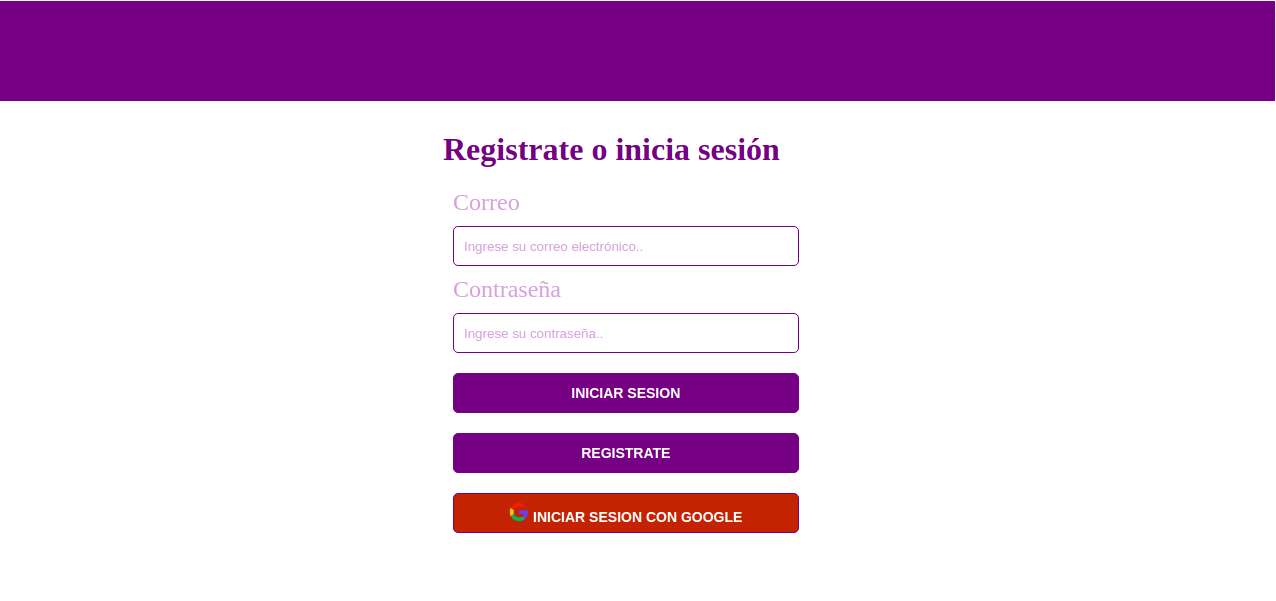 Registrate o inicia sesión
Correo
Ingrese su correo electrónico..
Contraseña
Ingrese su contraseña..
INICIAR SESION
REGISTRATE
INICIAR SESION CON GOOGLE